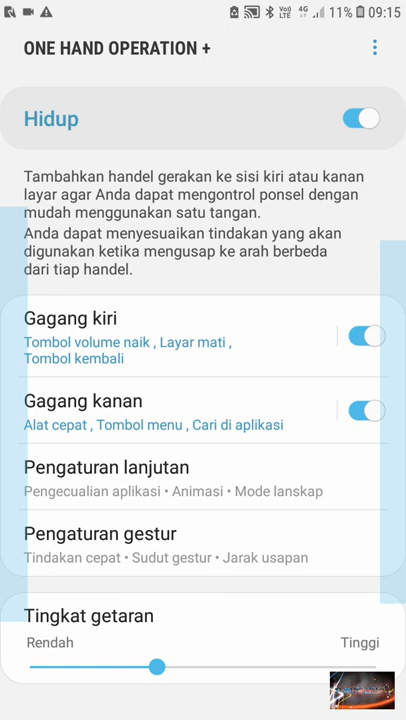 VoLTE 4G 11% 09:15
ONE HAND OPERATION +
Hidup
Tambahkan handel gerakan ke sisi kiri atau kanan
layar agar Anda dapat mengontrol ponsel dengan
mudah menggunakan satu tangan.
Anda dapat menyesuaikan tindakan yang akan
digunakan ketika mengusap ke arah berbeda
dari tiap handel.
Gagang kiri
Tombol volume naik , Layar mati ,
Tombol kembali
Gagang kanan
Alat cepat , Tombol menu , Cari di aplikasi
Pengaturan lanjutan
Pengecualian aplikasi • Animasi • Mode lanskap
Pengaturan gestur
Tindakan cepat • Sudut gestur • Jarak usapan
Tingkat getaran
Rendah Tinggi